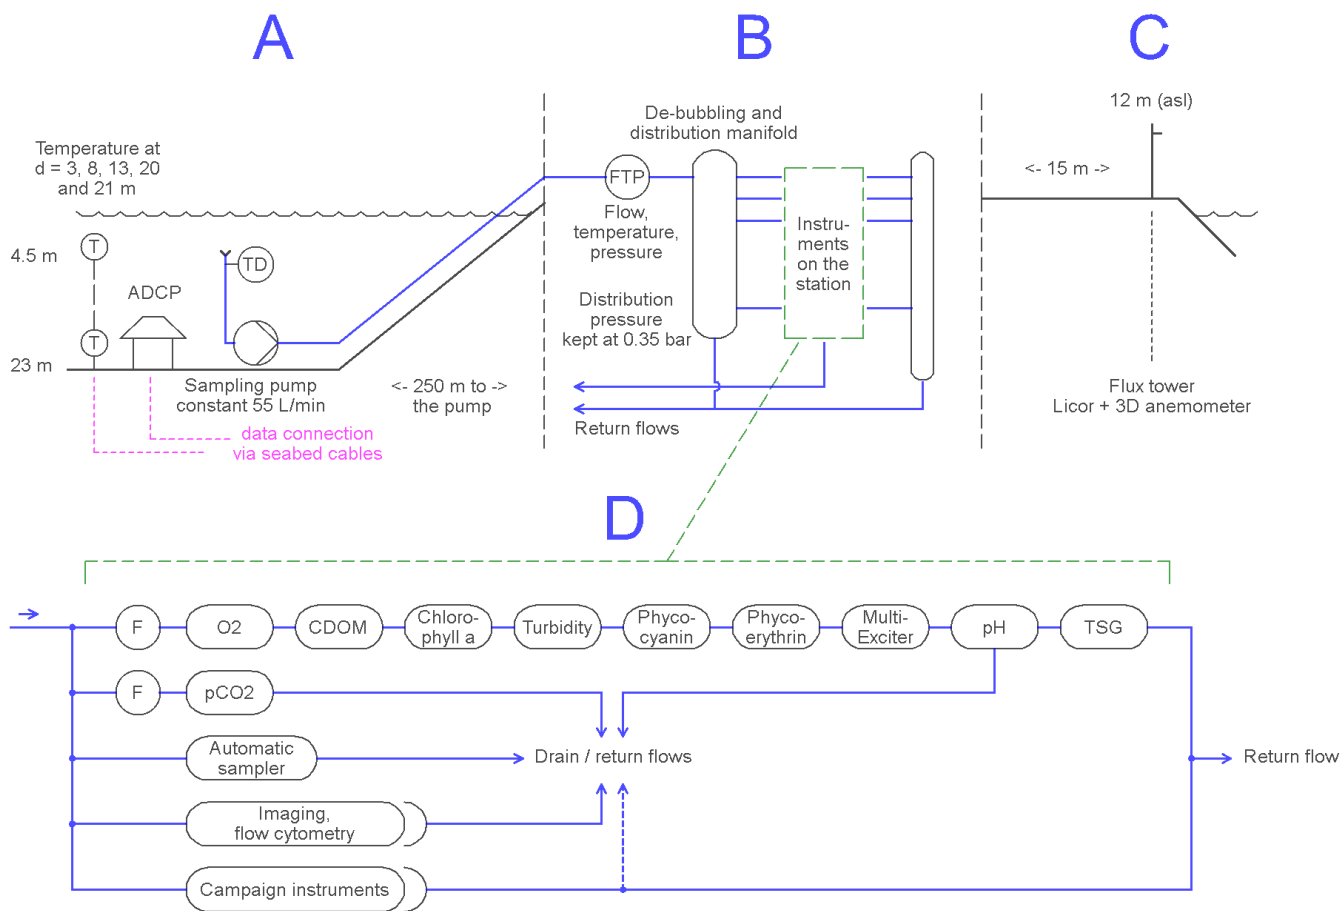 A
B
C
Temperature at
d = 3, 8, 13, 20
and 21 m
4.5 m
T
TD
ADCP
T
23 m
Sampling pump
constant 55 L/min
<- 250 m to ->
the pump
data connection
via seabed cables
De-bubbling and
distribution manifold
FTP
Flow,
temperature,
pressure
Instru-
ments
on the
station
Distribution
pressure
kept at 0.35 bar
Return flows
12 m (asl)
<- 15 m ->
Flux tower
Licor + 3D anemometer
D
F
O2
CDOM
Chloro-
phyll a
Turbidity
Phyco-
cyanin
Phyco-
erythrin
Multi-
Exciter
pH
TSG
F
pCO2
Automatic
sampler
Drain / return flows
Return flow
Imaging,
flow cytometry
Campaign instruments